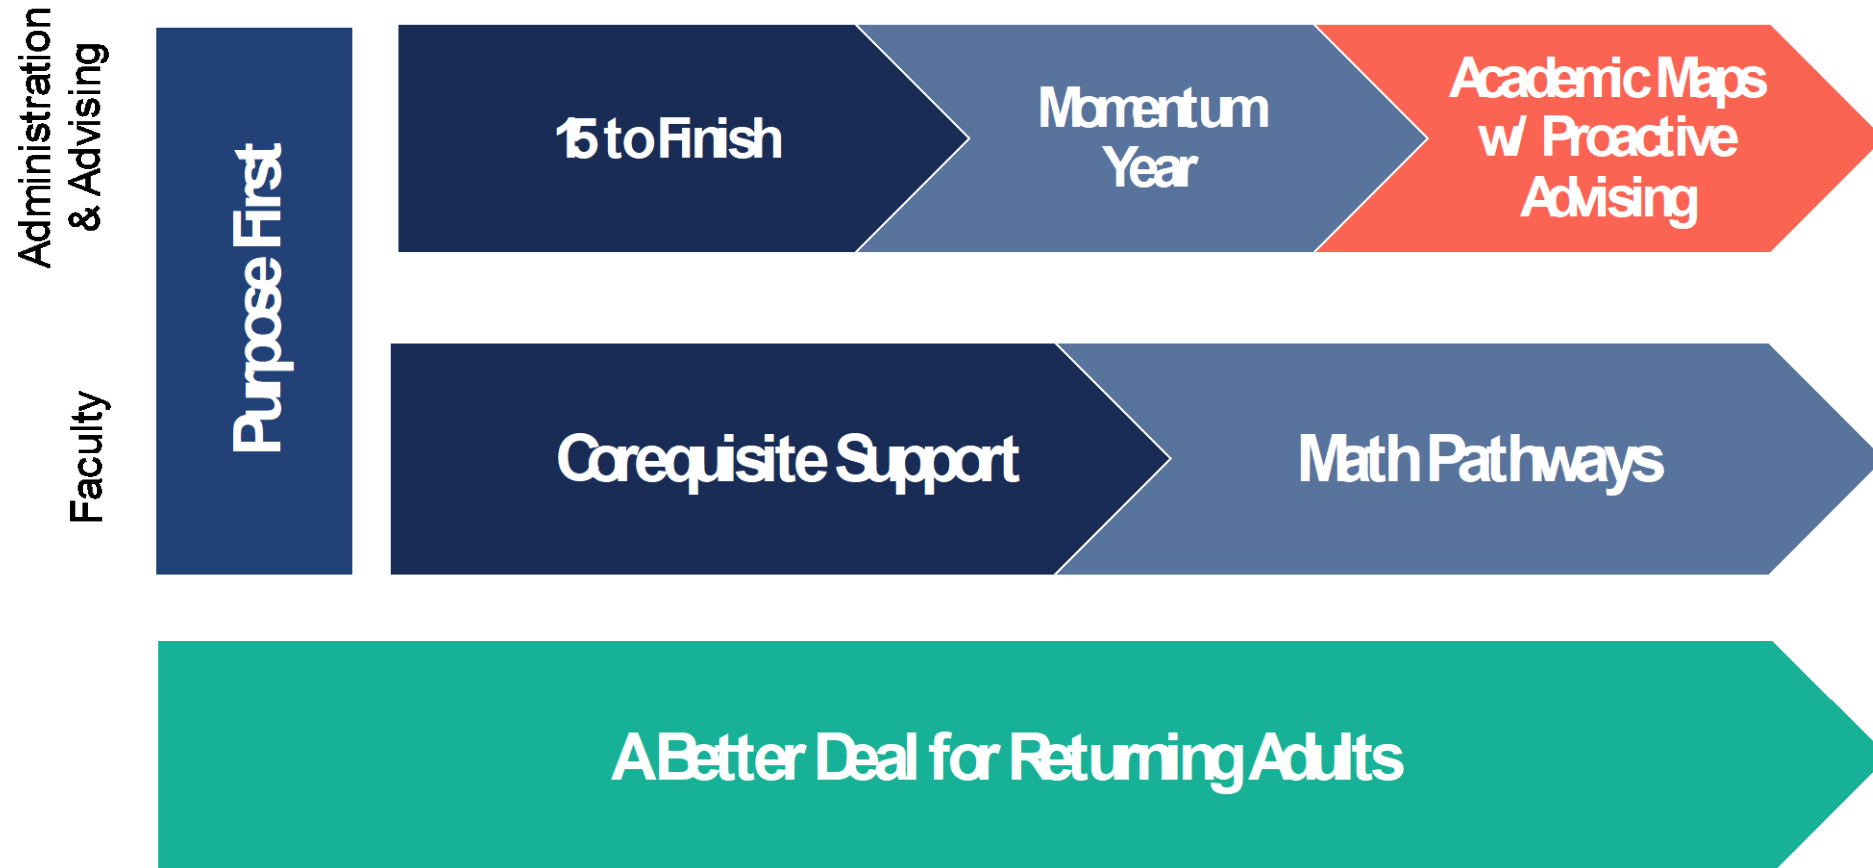 Administration
& Advising
Purpose First
15 to Finish
Momentum
Year
Academic Maps
w/ Proactive
Advising
Faculty
Corequisite Support
Math Pathways
A Better Deal for Returning Adults